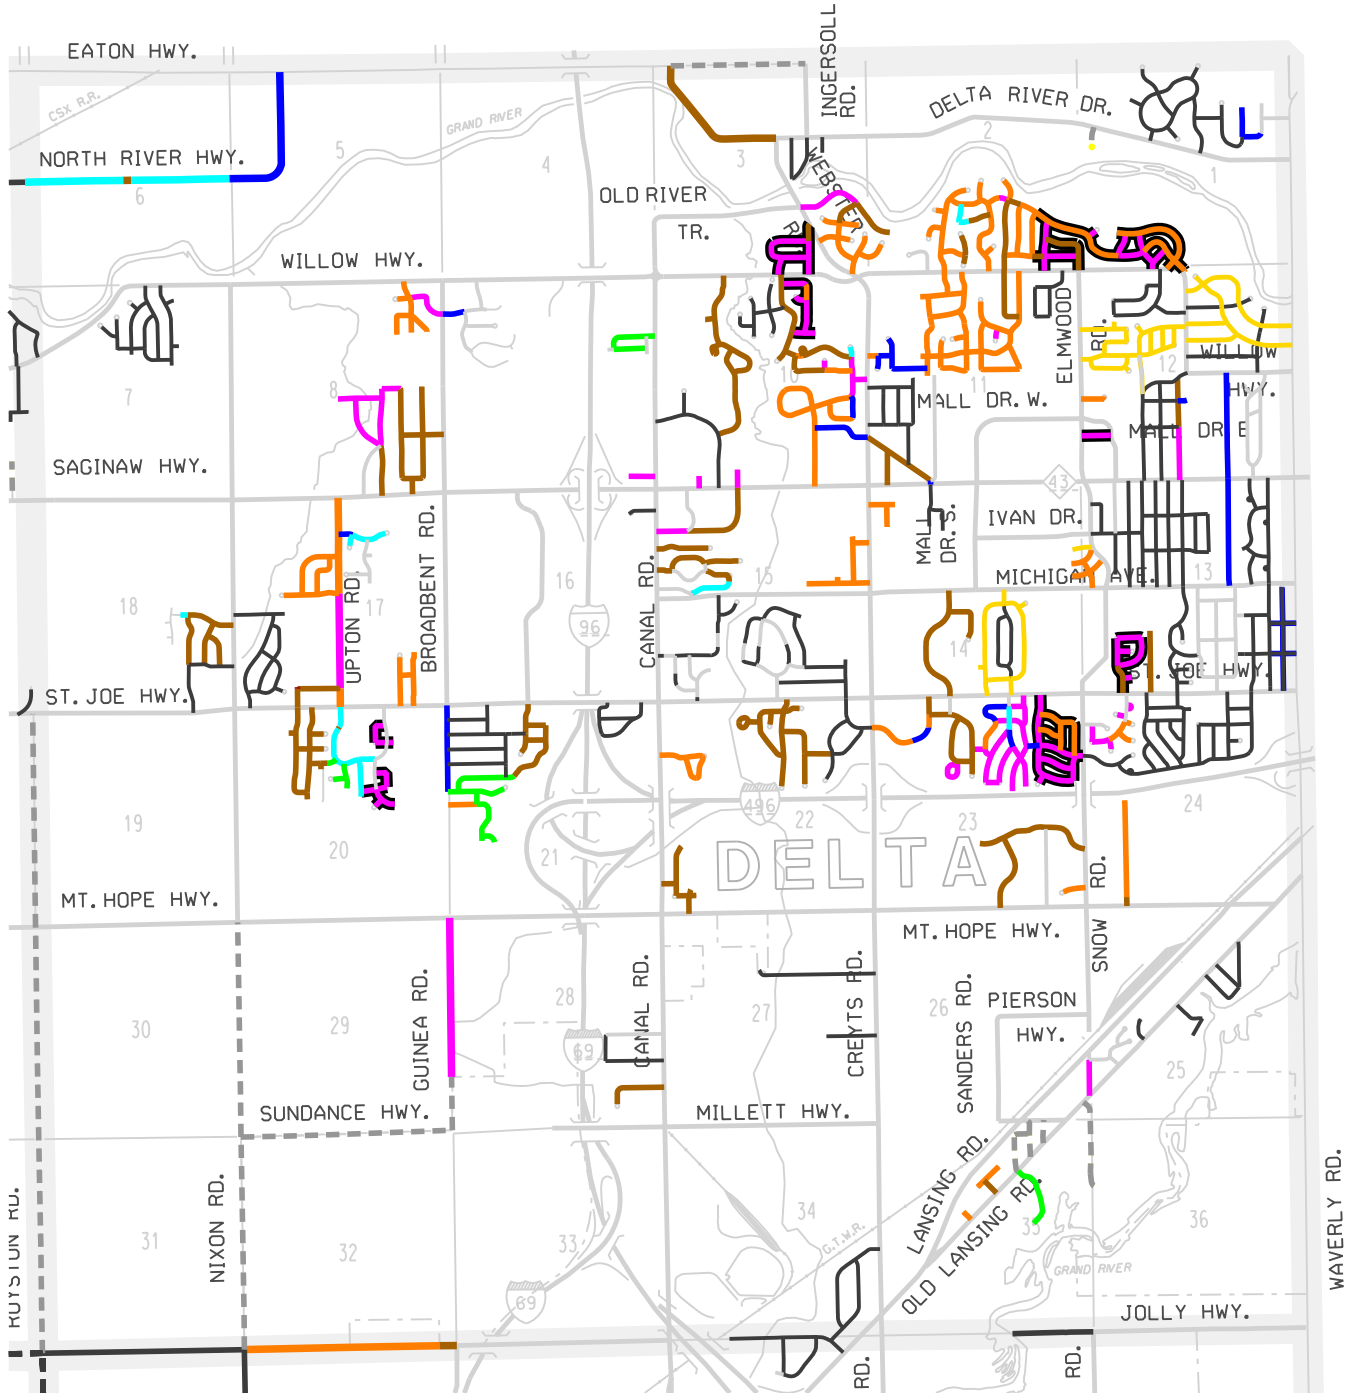 EATON HWY.
INGERSOLL
RD.
CSX R.R.
GRAND RIVER
DELTA RIVER DR.
NORTH RIVER HWY.
5
4
3
2
1
6
WEBSTER
OLD RIVER
TR.
WILLOW HWY.
ELMWOOD
RD.
WILLOW
HWY.
7
8
10
11
12
MALL DR. W.
MALL DR E
SAGINAW HWY.
43
MALL
DR. S.
IVAN DR.
MICHIGAN AVE.
BROADBENT RD.
UPTON RD.
CANAL RD.
18
17
16
15
14
13
96
ST. JOE HWY.
ST. JOE HWY.
496
19
20
21
22
23
24
DELTA
RD.
SNOW
MT. HOPE HWY.
MT. HOPE HWY.
GUINEA RD.
CANAL RD.
CREYTS RD.
SANDERS RD.
PIERSON
HWY.
30
29
28
27
26
25
69
SUNDANCE HWY.
MILLETT HWY.
ROYSTON RD.
NIXON RD.
LANSING RD.
OLD LANSING RD.
WAVERLY RD.
31
32
33
34
35
36
G.T.W.R.
GRAND RIVER
69
JOLLY HWY.
RD.
RD.